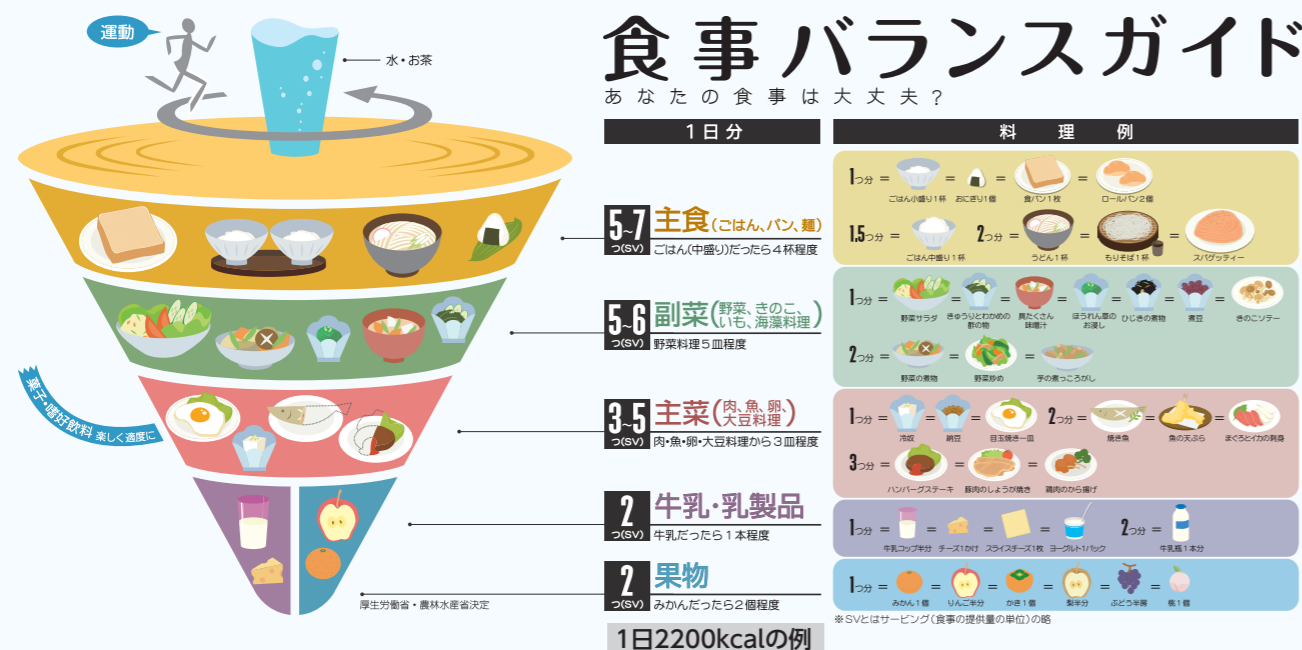 運動
水・お茶
食事バランスガイド
あなたの食事は大丈夫?
1日分
料理例
5~7
つ(SV)
主食(ごはん、パン、麺)
ごはん(中盛り)だったら4杯程度
5~6
つ(SV)
副菜(野菜、きのこ、
いも、海藻料理)
野菜料理5皿程度
3~5
つ(SV)
主菜(肉、魚、卵、
大豆料理)
肉・魚・卵・大豆料理から3皿程度
2
つ(SV)
牛乳・乳製品
牛乳だったら1本程度
2
つ(SV)
果物
みかんだったら2個程度
菓子・嗜好飲料 楽しく適度に
厚生労働省・農林水産省決定
1日2200kcalの例
1つ分 = = = =
ごはん小盛り1杯 おにぎり1個 食パン1枚 ロールパン2個
1.5つ分 = 2つ分 = = =
ごはん中盛り1杯 うどん1杯 もりそば1杯 スパゲッティー
1つ分 = = = = = = =
野菜サラダ きゅうりとわかめの 具たくさん ほうれん草の ひじきの煮物 煮豆 きのこソテー
酢の物 味噌汁 お浸し
2つ分 = = =
野菜の煮物 野菜炒め 芋の煮っころがし
1つ分 = = = 2つ分 = = =
冷奴 納豆 目玉焼き一皿 焼き魚 魚の天ぷら まぐろとイカの刺身
3つ分 = = =
ハンバーグステーキ 豚肉のしょうが焼き 鶏肉のから揚げ
1つ分 = = = = 2つ分 =
牛乳コップ半分 チーズ1かけ スライスチーズ1枚 ヨーグルト1パック 牛乳瓶1本分
1つ分 = = = = = =
みかん1個 りんご半分 かき1個 梨半分 ぶどう半房 桃1個
※SVとはサービング(食事の提供量の単位)の略